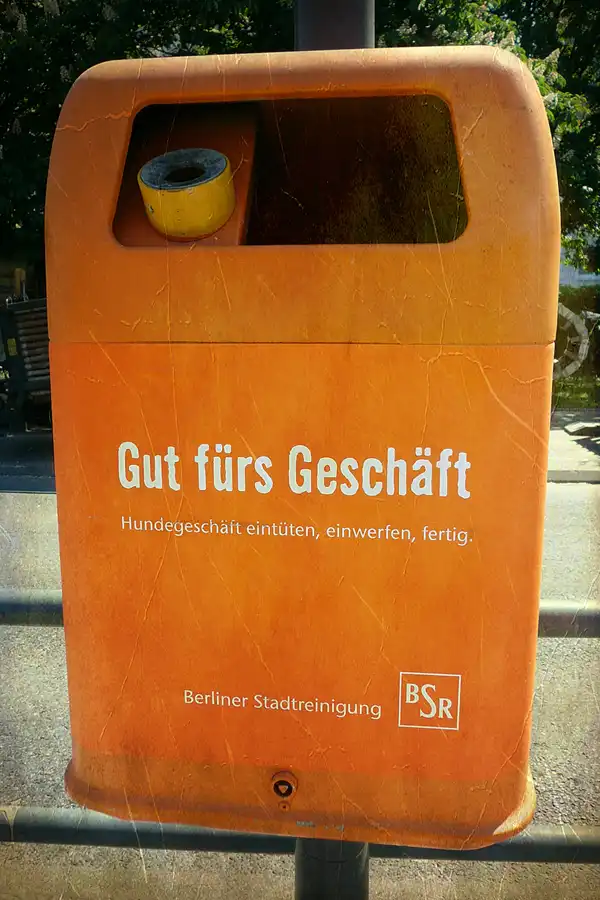 Gut fürs Geschäft
Hundegeschäft eintüten, einwerfen, fertig.
Berliner Stadtreinigung
BSR